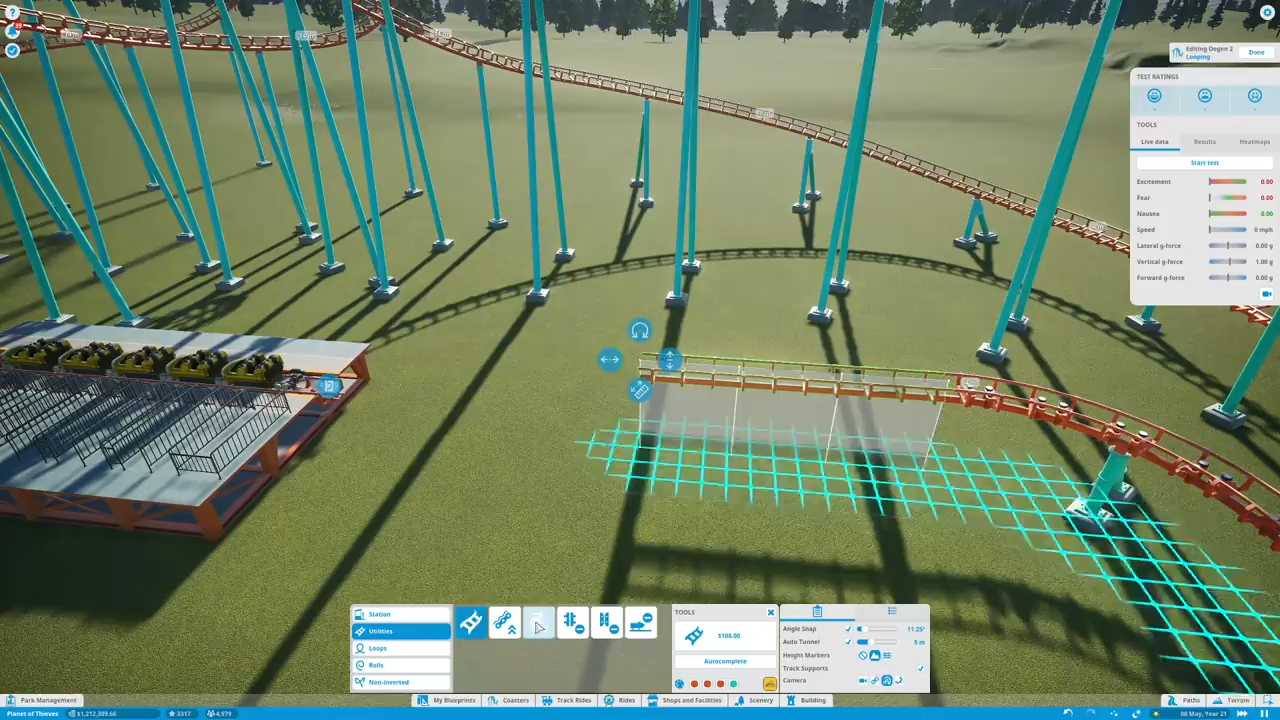 Editing Degen 2
Looping
Done
TEST RATINGS
TOOLS
Live data
Results
Heatmaps
Start test
Excitement 0.00
Fear 0.00
Nausea 0.00
Speed 0 mph
Lateral g-force 0.00 g
Vertical g-force 1.00 g
Forward g-force 0.00 g
Station
Utilities
Loops
Rolls
Non-inverted
TOOLS
$108.00
Autocomplete
Angle Snap 11.25°
Auto Tunnel 5 m
Height Markers
Track Supports
Camera
Park Management
My Blueprints
Coasters
Track Rides
Rides
Shops and Facilities
Scenery
Building
Paths
Terrain
Planet of Thieves
$1,212,309.66
3317
4,979
08 May, Year 21